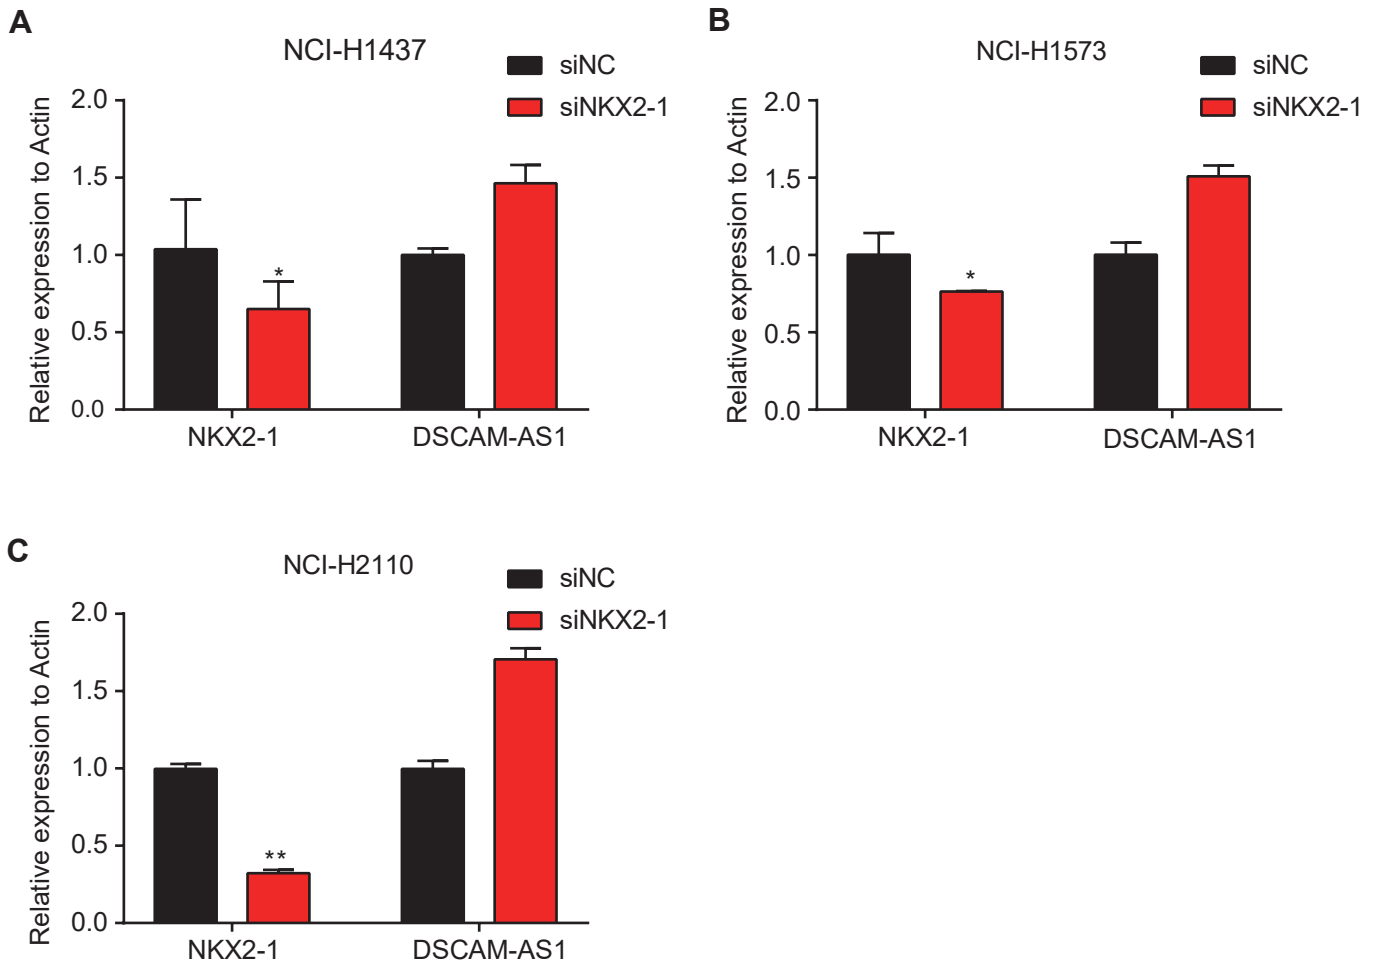 A
NCI-H1437
siNC
siNKX2-1
Relative expression to Actin
2.0
1.5
1.0
0.5
0.0
*
NKX2-1
DSCAM-AS1
B
NCI-H1573
siNC
siNKX2-1
Relative expression to Actin
2.0
1.5
1.0
0.5
0.0
*
NKX2-1
DSCAM-AS1
C
NCI-H2110
siNC
siNKX2-1
Relative expression to Actin
2.0
1.5
1.0
0.5
0.0
**
NKX2-1
DSCAM-AS1